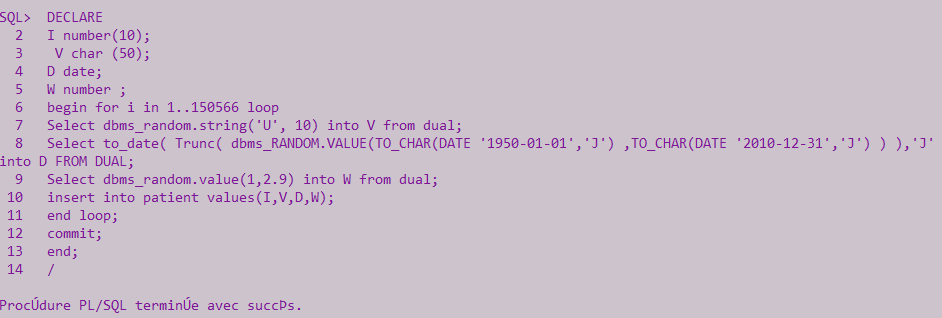 SQL>  DECLARE
  2   I number(10);
  3    V char (50);
  4   D date;
  5   W number ;
  6   begin for i in 1..150566 loop
  7   Select dbms_random.string('U', 10) into V from dual;
  8   Select to_date( Trunc( dbms_RANDOM.VALUE(TO_CHAR(DATE '1950-01-01','J') ,TO_CHAR(DATE '2010-12-31','J') ) ),'J'
into D FROM DUAL;
  9   Select dbms_random.value(1,2.9) into W from dual;
 10   insert into patient values(I,V,D,W);
 11   end loop;
 12   commit;
 13   end;
 14   /
ProcÚdure PL/SQL terminÚe avec succÞs.